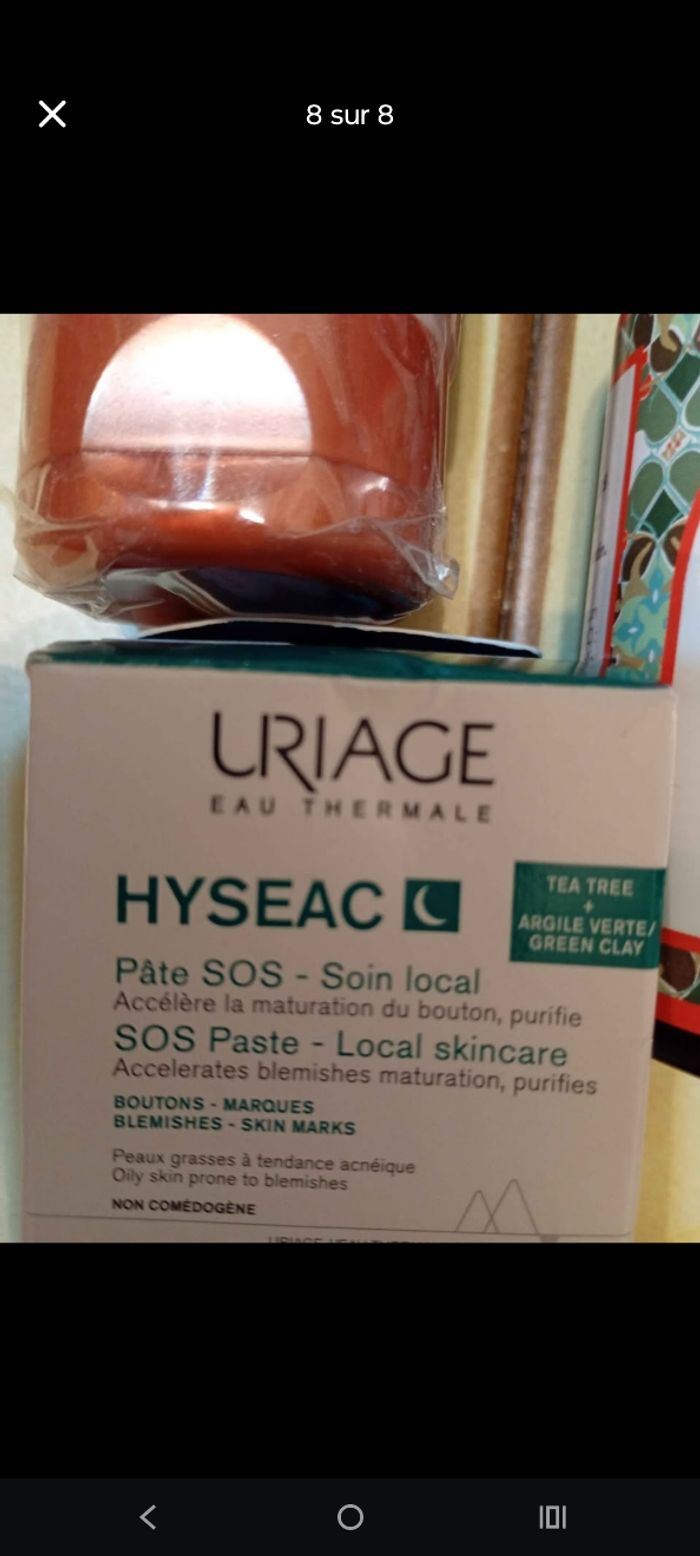 8 sur 8
URIAGE
EAU THERMALE
HYSEAC
TEA TREE
+
ARGILE VERTE/
GREEN CLAY
Pâte SOS - Soin local
Accélère la maturation du bouton, purifie
SOS Paste - Local skincare
Accelerates blemishes maturation, purifies
BOUTONS - MARQUES
BLEMISHES - SKIN MARKS
Peaux grasses à tendance acnéique
Oily skin prone to blemishes
NON COMÉDOGÈNE